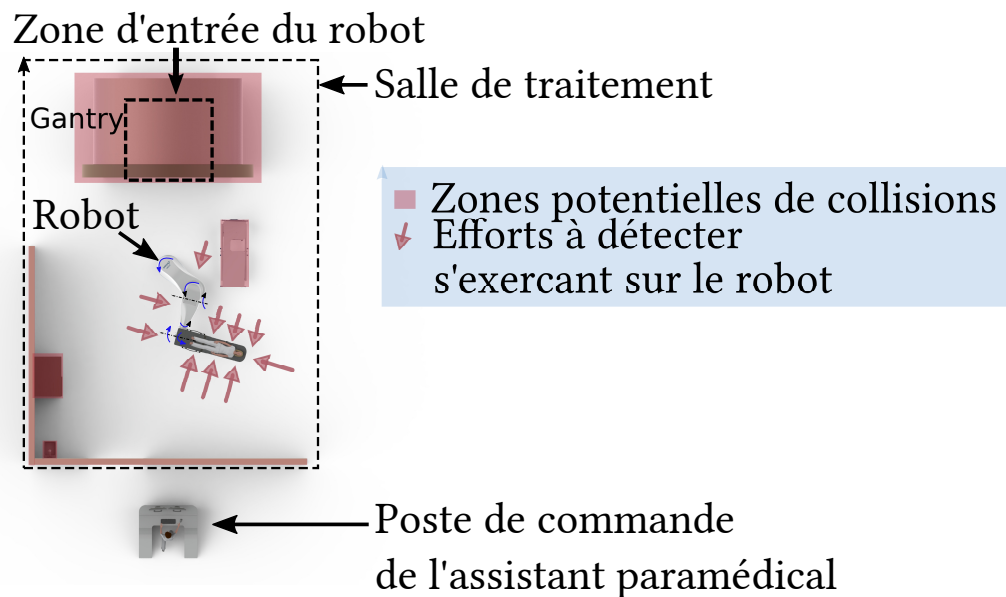 Zone d'entrée du robot
Salle de traitement
Gantry
Zones potentielles de collisions
Robot
Efforts à détecter
s'exercant sur le robot
Poste de commande
de l'assistant paramédical